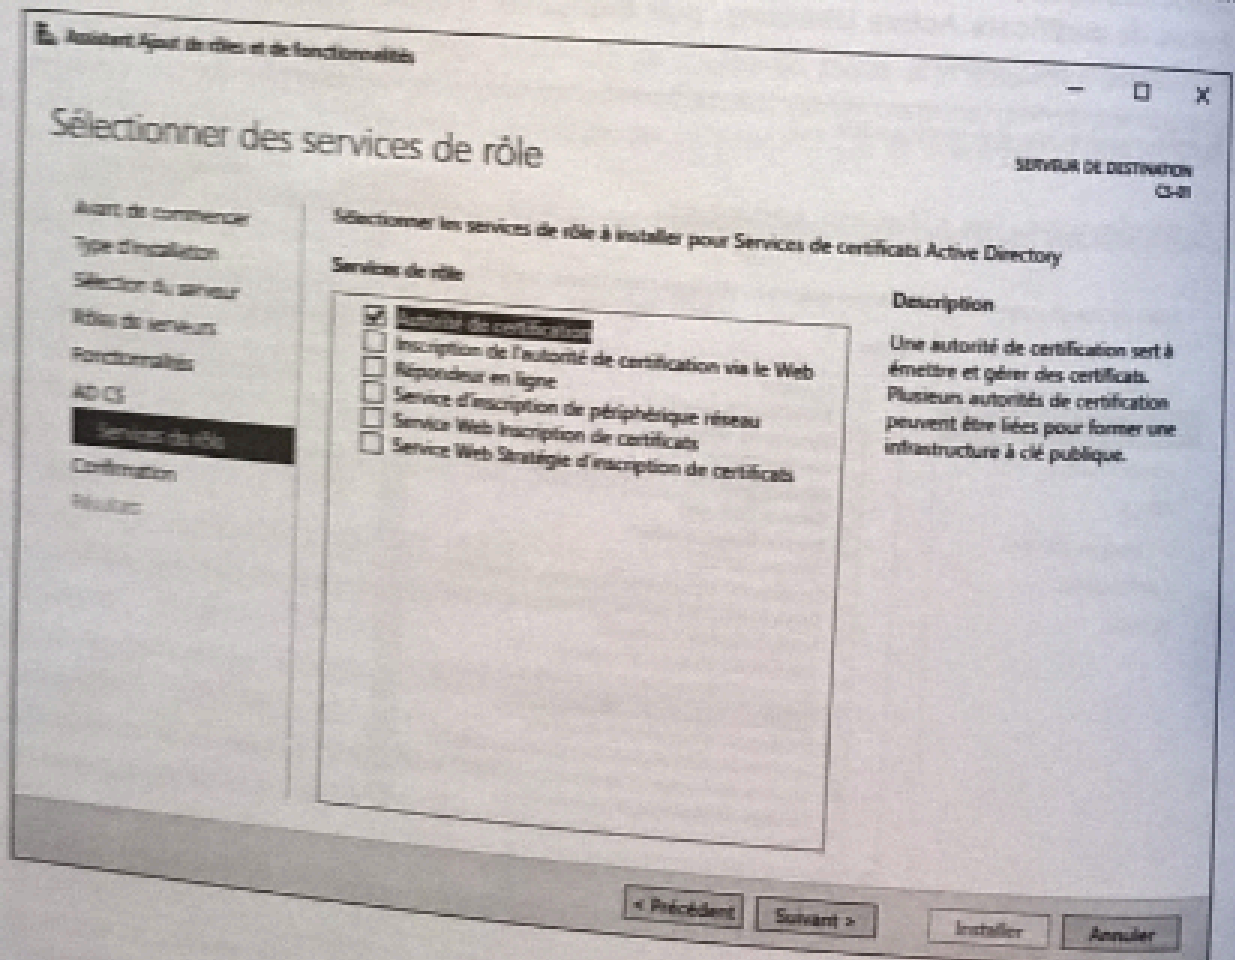 Assistant Ajout de rôles et de fonctionnalités
Sélectionner des services de rôle
SERVEUR DE DESTINATION
CS-01
Avant de commencer
Type d'installation
Sélection du serveur
Rôles de serveurs
Fonctionnalités
AD CS
Services de rôle
Confirmation
Résultats
Sélectionner les services de rôle à installer pour Services de certificats Active Directory
Services de rôle
Autorité de certification
Inscription de l'autorité de certification via le Web
Répondeur en ligne
Service d'inscription de périphérique réseau
Service Web Inscription de certificats
Service Web Stratégie d'inscription de certificats
Description
Une autorité de certification sert à
émettre et gérer des certificats.
Plusieurs autorités de certification
peuvent être liées pour former une
infrastructure à clé publique.
< Précédent
Suivant >
Installer
Annuler